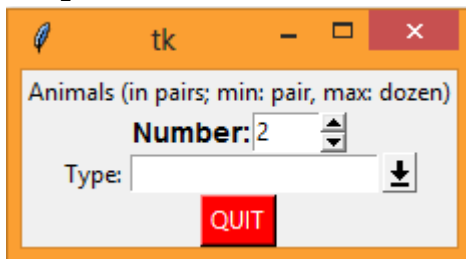 tk
Animals (in pairs; min: pair, max: dozen)
Number: 2
Type:
QUIT